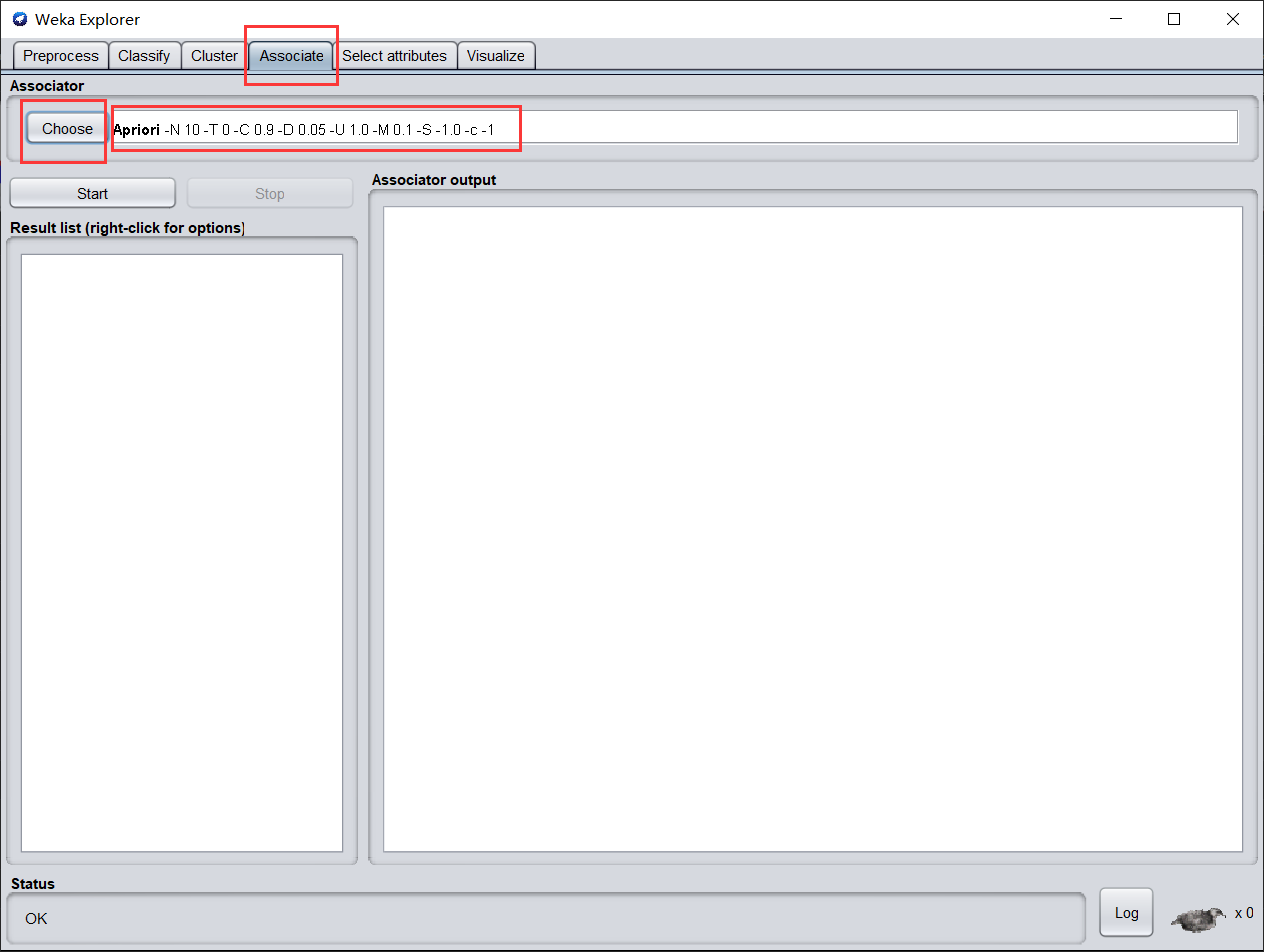 Weka Explorer
Preprocess Classify Cluster Associate Select attributes Visualize
Associator
Choose Apriori -N 10 -T 0 -C 0.9 -D 0.05 -U 1.0 -M 0.1 -S -1.0 -c -1
Start Stop
Associator output
Result list (right-click for options)
Status
OK
Log
x 0